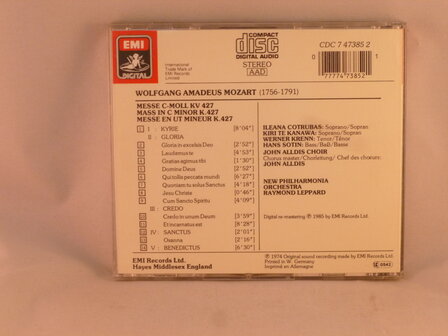 EMI
DIGITAL
International
Trade Mark of
EMI Records
Limited
COMPACT
disc
DIGITAL AUDIO
STEREO
AAD
CDC 7 47385 2
0
1
77774 73852
WOLFGANG AMADEUS MOZART (1756-1791)
MESSE C-MOLL KV 427
MASS IN C MINOR K.427
MESSE EN UT MINEUR K.427
1 I : KYRIE [8'04"]
II : GLORIA
2 Gloria in excelsis Deo [2'52"]
3 Laudamus te [4'53"]
4 Gratias agimus tibi [1'30"]
5 Domine Deus [2'52"]
6 Qui tollis peccata mundi [6'27"]
7 Quoniam tu solus Sanctus [4'18"]
8 Jesu Christe [0'46"]
9 Cum Sancto Spiritu [4'09"]
III : CREDO
10 Credo in unum Deum [3'59"]
11 Et incarnatus est [8'28"]
12 IV : SANCTUS [2'01"]
13 Osanna [2'16"]
14 V : BENEDICTUS [6'30"]
ILEANA COTRUBAS: Soprano/Sopran
KIRI TE KANAWA: Soprano/Sopran
WERNER KRENN: Tenor/Ténor
HANS SOTIN: Bass/Baß/Basse
JOHN ALLDIS CHOIR
Chorus master/Chorleitung/Chef des chœurs:
JOHN ALLDIS
NEW PHILHARMONIA
ORCHESTRA
RAYMOND LEPPARD
Digital re-mastering ℗ 1985 by EMI Records Ltd.
EMI Records Ltd.
Hayes Middlesex England
℗ 1974 Original sound recording made by EMI Records Ltd.
Printed in W. Germany
Imprimé en Allemagne